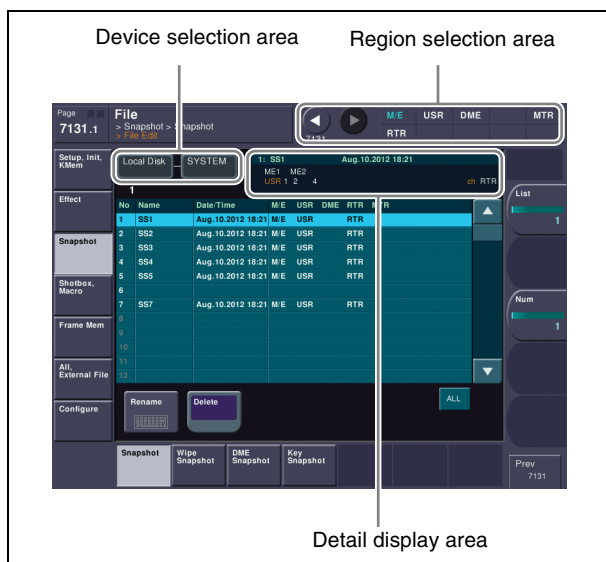 Device selection area
Region selection area
Page
7131.1
File
> Snapshot > Snapshot
> File Edit
7131
M/E USR DME MTR
RTR
Setup, Init,
KMem
Effect
Snapshot
Shotbox,
Macro
Frame Mem
All,
External File
Configure
Local Disk
SYSTEM
1: SS1 Aug.10.2012 18:21
ME1 ME2
USR 1 2 4
ch RTR
1
No Name Date/Time M/E USR DME RTR MTR
1 SS1 Aug.10.2012 18:21 M/E USR RTR
2 SS2 Aug.10.2012 18:21 M/E USR RTR
3 SS3 Aug.10.2012 18:21 M/E USR RTR
4 SS4 Aug.10.2012 18:21 M/E USR RTR
5 SS5 Aug.10.2012 18:21 M/E USR RTR
6
7 SS7 Aug.10.2012 18:21 M/E USR RTR
8
9
10
11
12
List
1
Num
1
Rename
Delete
ALL
Snapshot
Wipe
Snapshot
DME
Snapshot
Key
Snapshot
Prev
7131
Detail display area